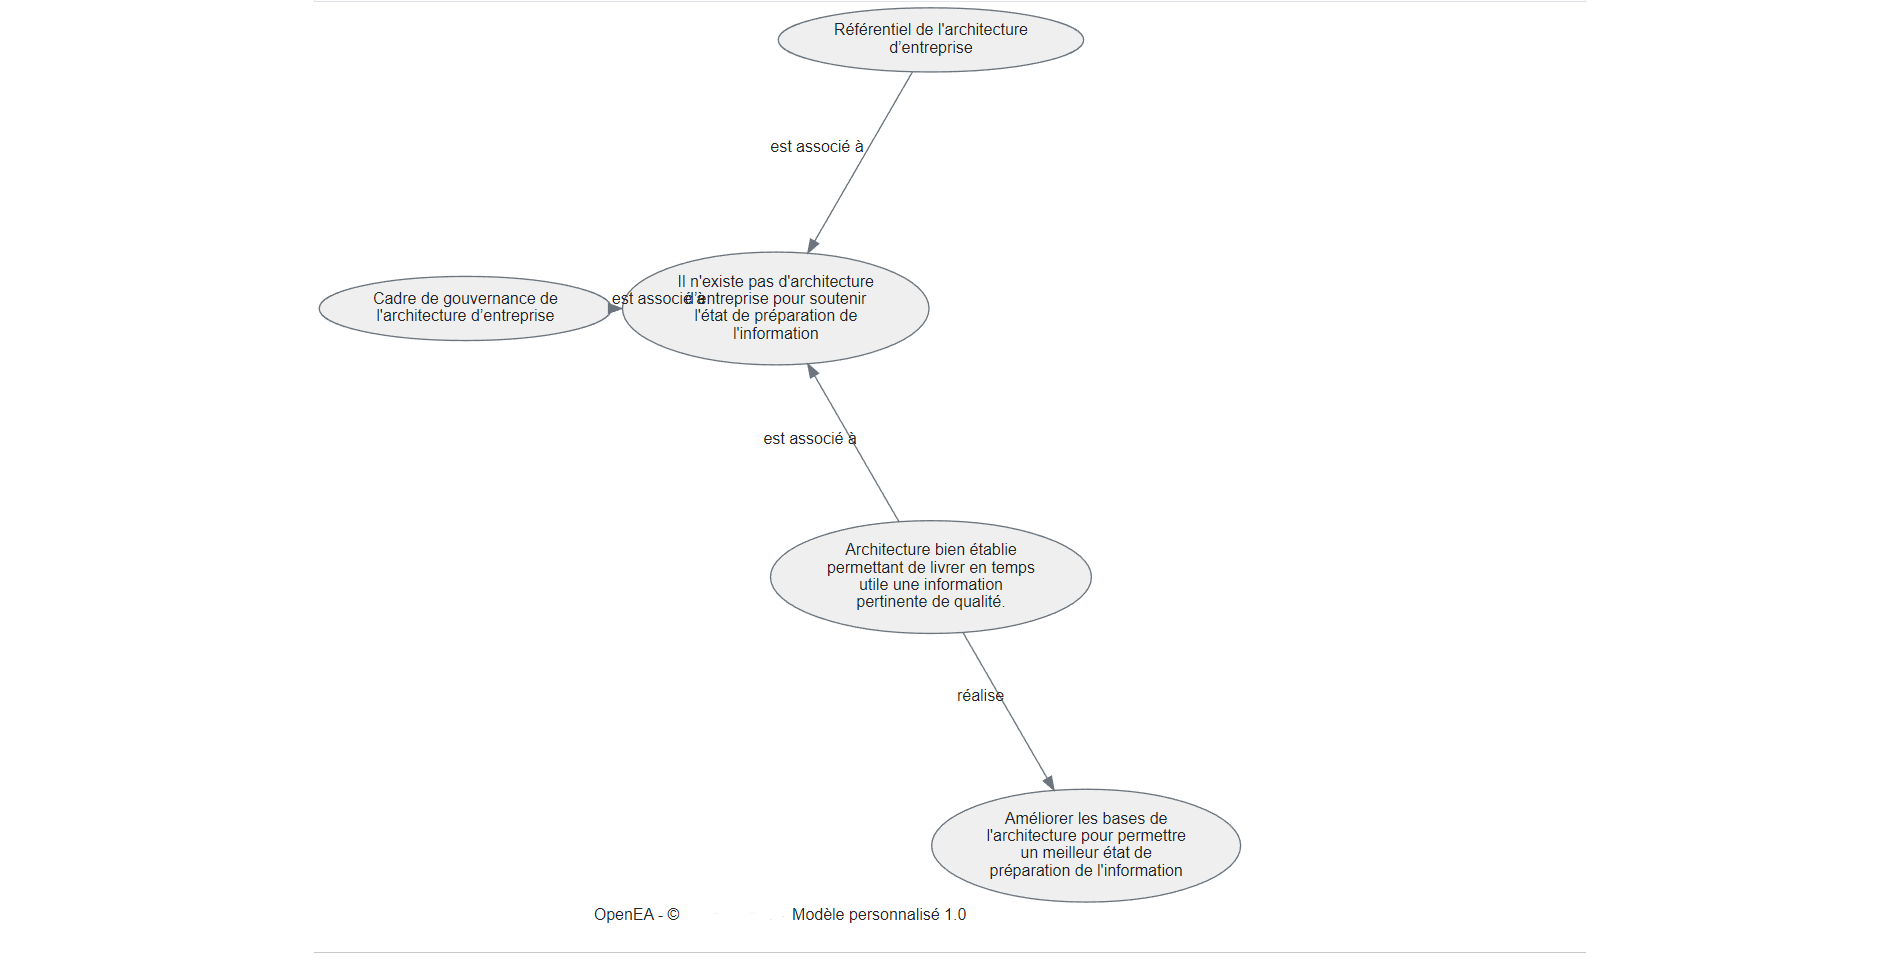 Référentiel de l'architecture
d’entreprise
est associé à
Il n'existe pas d'architecture
d’entreprise pour soutenir
l'état de préparation de
l'information
est associé à
Cadre de gouvernance de
l'architecture d’entreprise
est associé à
Architecture bien établie
permettant de livrer en temps
utile une information
pertinente de qualité.
réalise
Améliorer les bases de
l'architecture pour permettre
un meilleur état de
préparation de l'information
OpenEA - © Modèle personnalisé 1.0